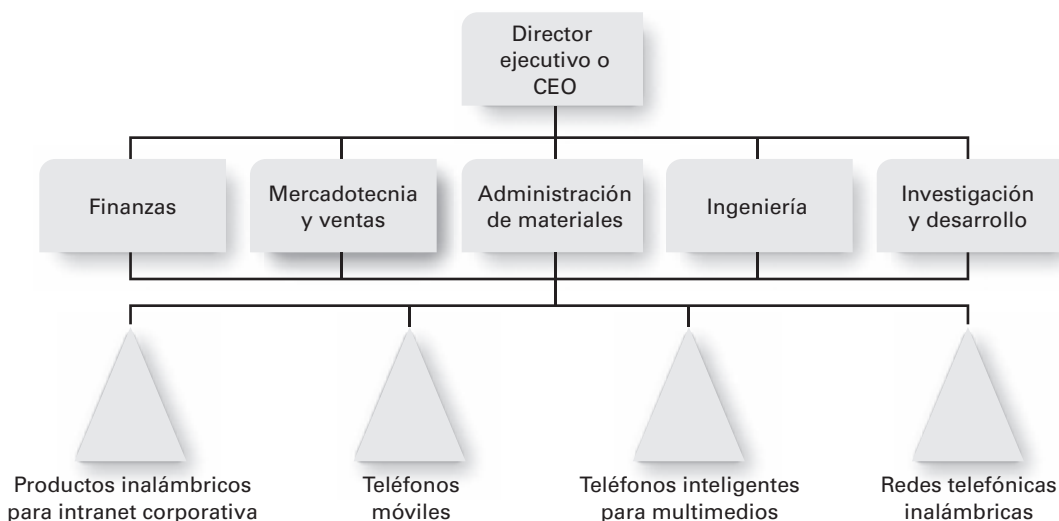 Director
ejecutivo o
CEO
Finanzas
Mercadotecnia
y ventas
Administración
de materiales
Ingeniería
Investigación
y desarrollo
Productos inalámbricos
para intranet corporativa
Teléfonos
móviles
Teléfonos inteligentes
para multimedios
Redes telefónicas
inalámbricas